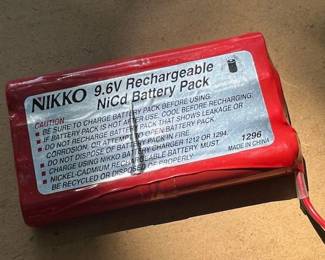 NIKKO 9.6V Rechargeable
NiCd Battery Pack
CAUTION
• BE SURE TO CHARGE BATTERY PACK BEFORE USING.
• IF BATTERY PACK IS HOT AFTER USE, COOL BEFORE RECHARGING.
• DO NOT ATTEMPT TO OPEN BATTERY PACK.
• DO NOT RECHARGE BATTERY PACK THAT SHOWS LEAKAGE OR
CORROSION.
• DO NOT DISPOSE OF BATTERY PACK IN FIRE.
• CHARGE USING NIKKO BATTERY CHARGER 1212 OR 1294.
• NICKEL-CADMIUM RECHARGEABLE BATTERY MUST
BE RECYCLED OR DISPOSED OF PROPERLY.
1296
MADE IN CHINA